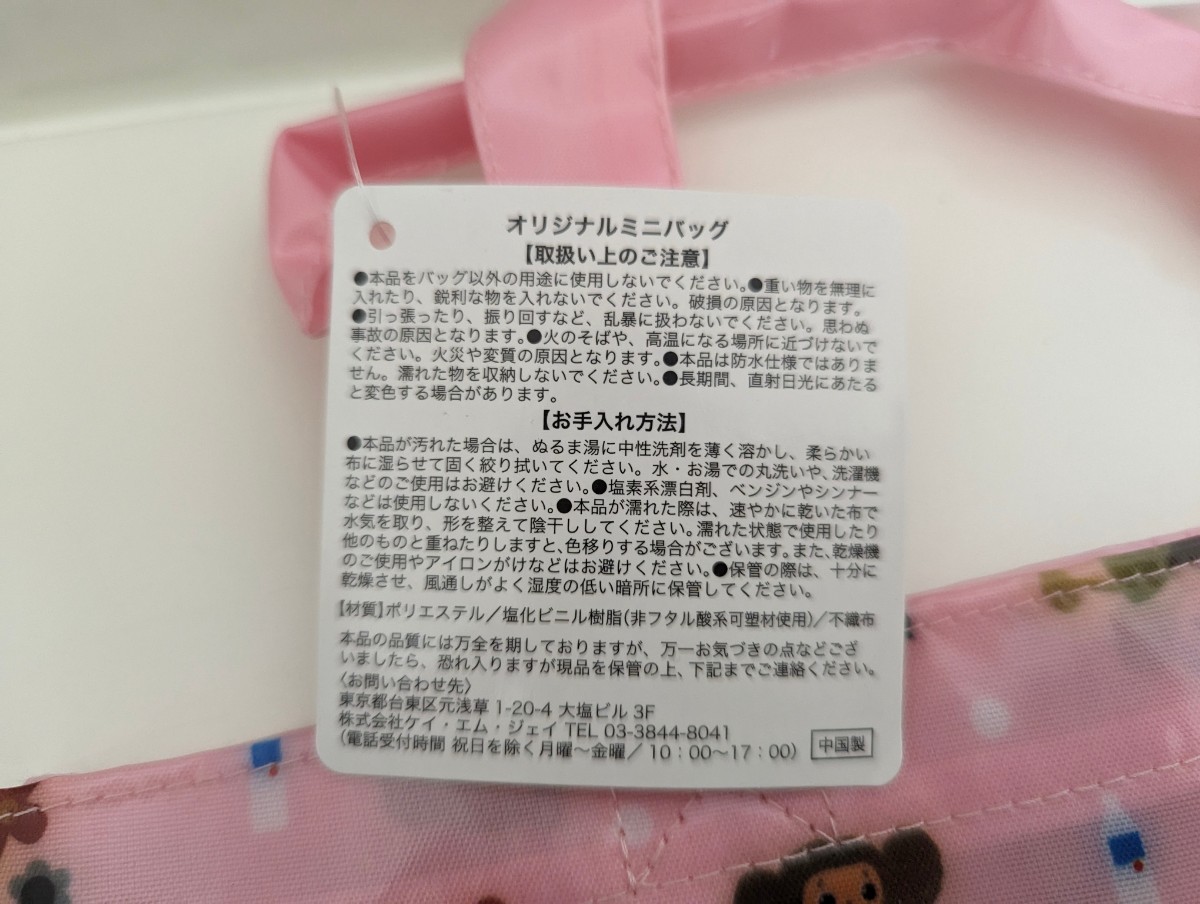 オリジナルミニバッグ
【取扱い上のご注意】
●本品をバッグ以外の用途に使用しないでください。●重い物を無理に
入れたり、鋭利な物を入れないでください。破損の原因となります。
●引っ張ったり、振り回すなど、乱暴に扱わないでください。思わぬ
事故の原因となります。●火のそばや、高温になる場所に近づけないで
ください。火災や変質の原因となります。●本品は防水仕様ではありま
せん。濡れた物を収納しないでください。●長期間、直射日光にあたる
と変色する場合があります。
【お手入れ方法】
●本品が汚れた場合は、ぬるま湯に中性洗剤を薄く溶かし、柔らかい
布に湿らせて固く絞り拭いてください。水・お湯での丸洗いや、洗濯機
などのご使用はお避けください。●塩素系漂白剤、ベンジンやシンナー
などは使用しないください。●本品が濡れた際は、速やかに乾いた布で
水気を取り、形を整えて陰干ししてください。濡れた状態で使用したり
他のものと重ねたりしますと、色移りする場合がございます。また、乾燥機
のご使用やアイロンがけなどはお避けください。●保管の際は、十分に
乾燥させ、風通しがよく湿度の低い暗所に保管してください。
【材質】ポリエステル／塩化ビニル樹脂(非フタル酸系可塑材使用)／不織布
本品の品質には万全を期しておりますが、万一お気づきの点などござ
いましたら、恐れ入りますが現品を保管の上、下記までご連絡ください。
〈お問い合わせ先〉
東京都台東区元浅草 1-20-4 大塩ビル 3F
株式会社ケイ・エム・ジェイ TEL 03-3844-8041
（電話受付時間 祝日を除く月曜～金曜／10：00～17：00）
中国製